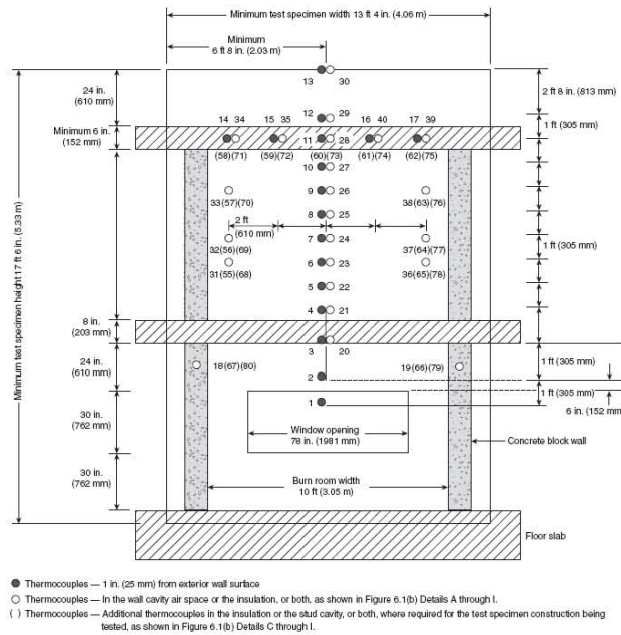 Minimum test specimen width 13 ft 4 in. (4.06 m)
Minimum
6 ft 8 in. (2.03 m)
13 30
24 in.
(610 mm)
2 ft 8 in. (813 mm)
12 29
14 34 15 35 16 40 17 39
1 ft (305 mm)
Minimum 6 in.
(152 mm)
11 28
(58)(71) (59)(72) (60)(73) (61)(74) (62)(75)
10 27
9 26
33(57)(70) 38(63)(76)
8 25
2 ft
(610 mm)
7 24
1 ft (305 mm)
32(56)(69) 37(64)(77)
6 23
31(55)(68) 36(65)(78)
5 22
4 21
Minimum test specimen height 17 ft 6 in. (5.33 m)
8 in.
(203 mm)
3 20
24 in.
(610 mm)
18(67)(80) 19(66)(79)
1 ft (305 mm)
2
1 ft (305 mm)
1
6 in. (152 mm)
30 in.
(762 mm)
Window opening
78 in. (1981 mm)
Concrete block wall
30 in.
(762 mm)
Burn room width
10 ft (3.05 m)
Floor slab
Thermocouples — 1 in. (25 mm) from exterior wall surface
Thermocouples — In the wall cavity air space or the insulation, or both, as shown in Figure 6.1(b) Details A through I.
( ) Thermocouples — Additional thermocouples in the insulation or the stud cavity, or both, where required for the test specimen construction being
tested, as shown in Figure 6.1(b) Details C through I.